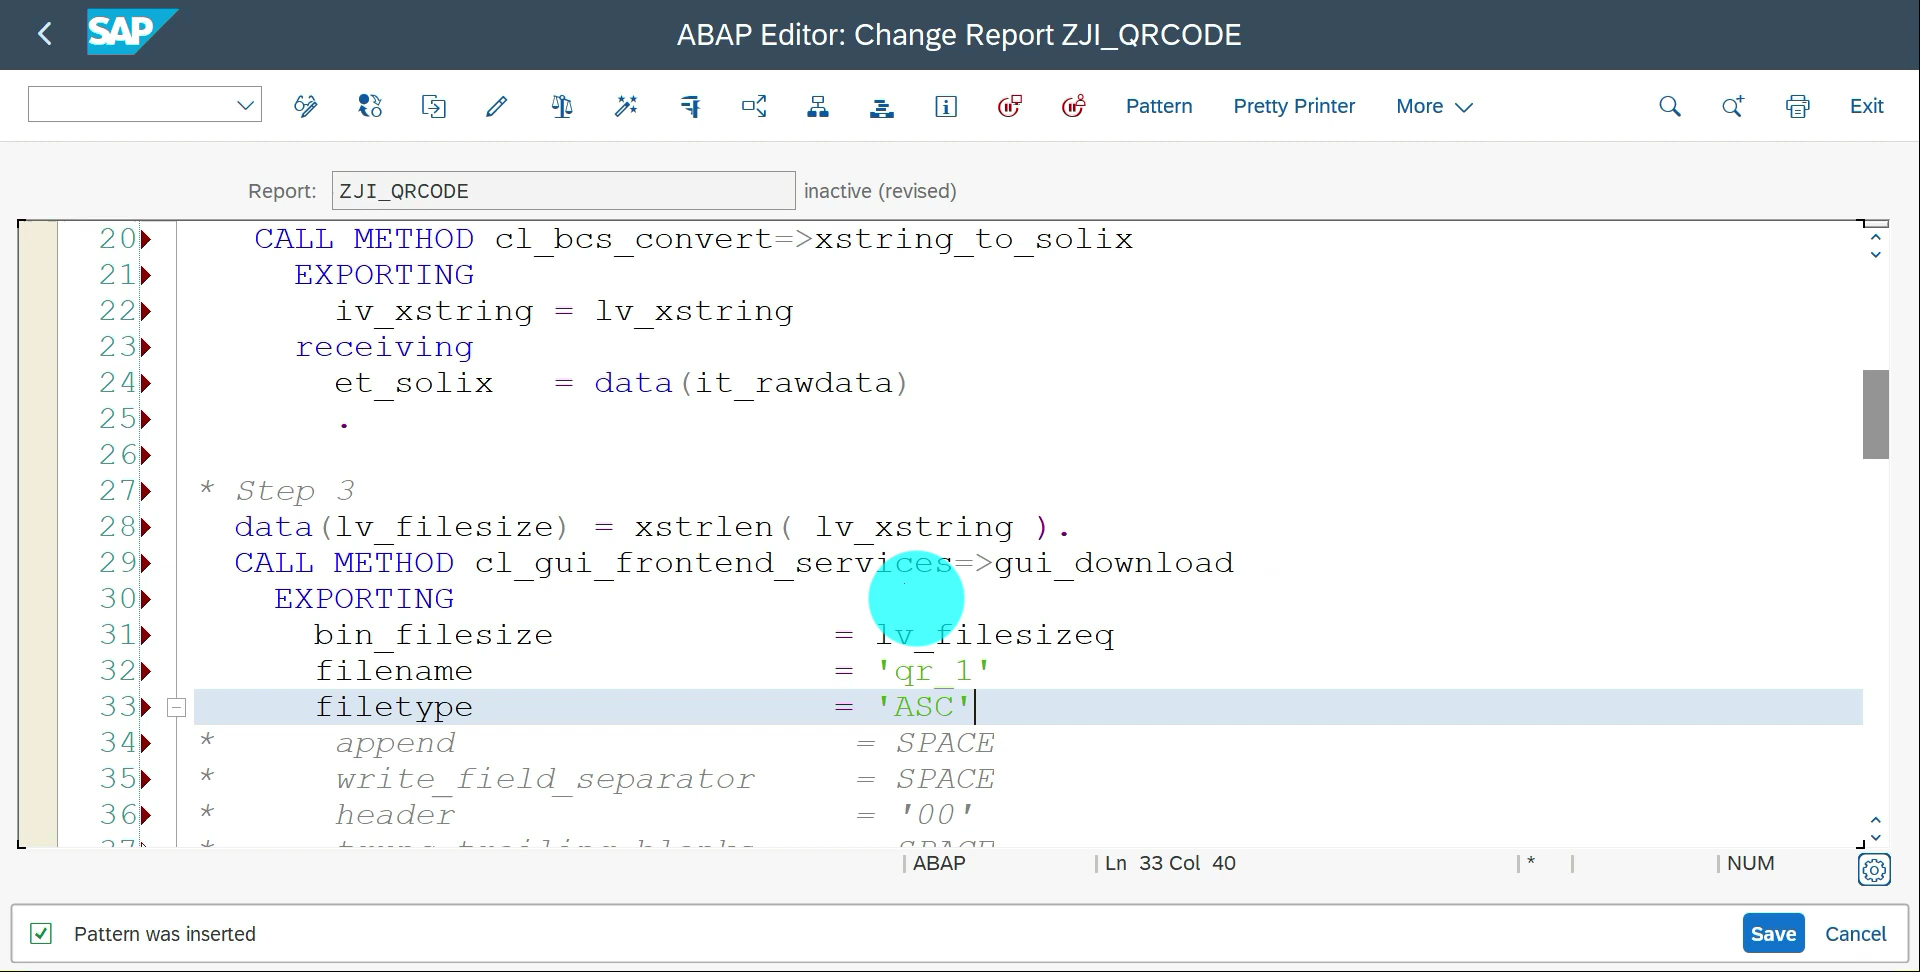 SAP
ABAP Editor: Change Report ZJI_QRCODE
Pattern Pretty Printer More Exit
Report: ZJI_QRCODE inactive (revised)
20 CALL METHOD cl_bcs_convert=>xstring_to_solix
21 EXPORTING
22 iv_xstring = lv_xstring
23 receiving
24 et_solix = data(it_rawdata)
25 .
26
27 * Step 3
28 data(lv_filesize) = xstrlen( lv_xstring ).
29 CALL METHOD cl_gui_frontend_services=>gui_download
30 EXPORTING
31 bin_filesize = lv_filesizeq
32 filename = 'qr_1'
33 filetype = 'ASC'
34 * append = SPACE
35 * write_field_separator = SPACE
36 * header = '00'
37 * trunc_trailing_blanks = SPACE
ABAP Ln 33 Col 40 * NUM
Pattern was inserted Save Cancel